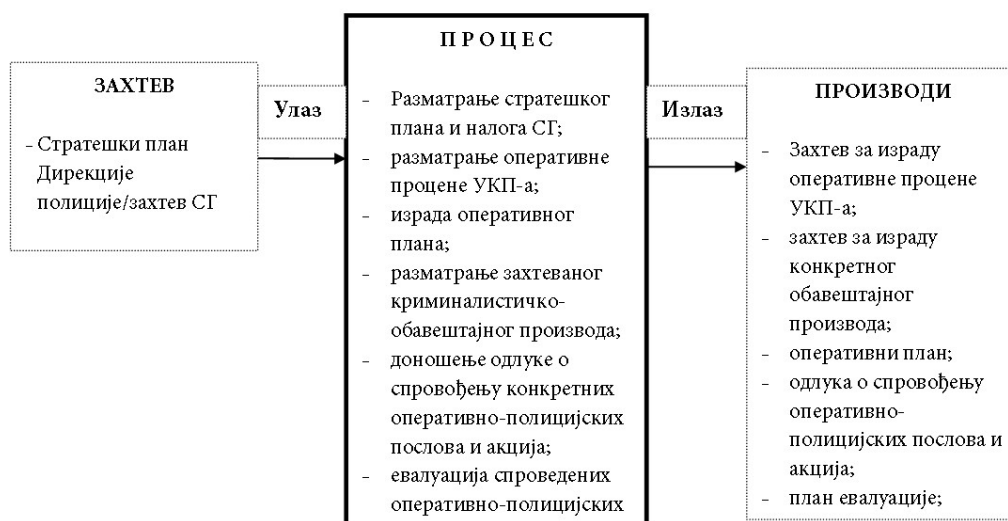 ЗАХТЕВ
- Стратешки план
Дирекције
полиције/захтев СГ
Улаз
ПРОЦЕС
- Разматрање стратешког
плана и налога СГ;
- разматрање оперативне
процене УКП-а;
- израда оперативног
плана;
- разматрање захтеваног
криминалистичко-
обавештајног производа;
- доношење одлуке о
спровођењу конкретних
оперативно-полицијских
послова и акција;
- евалуација спроведених
оперативно-полицијских
Излаз
ПРОИЗВОДИ
- Захтев за израду
оперативне процене
УКП-а;
- захтев за израду
конкретног
обавештајног
производа;
- оперативни план;
- одлука о спровођењу
оперативно-
полицијских послова и
акција;
- план евалуације;